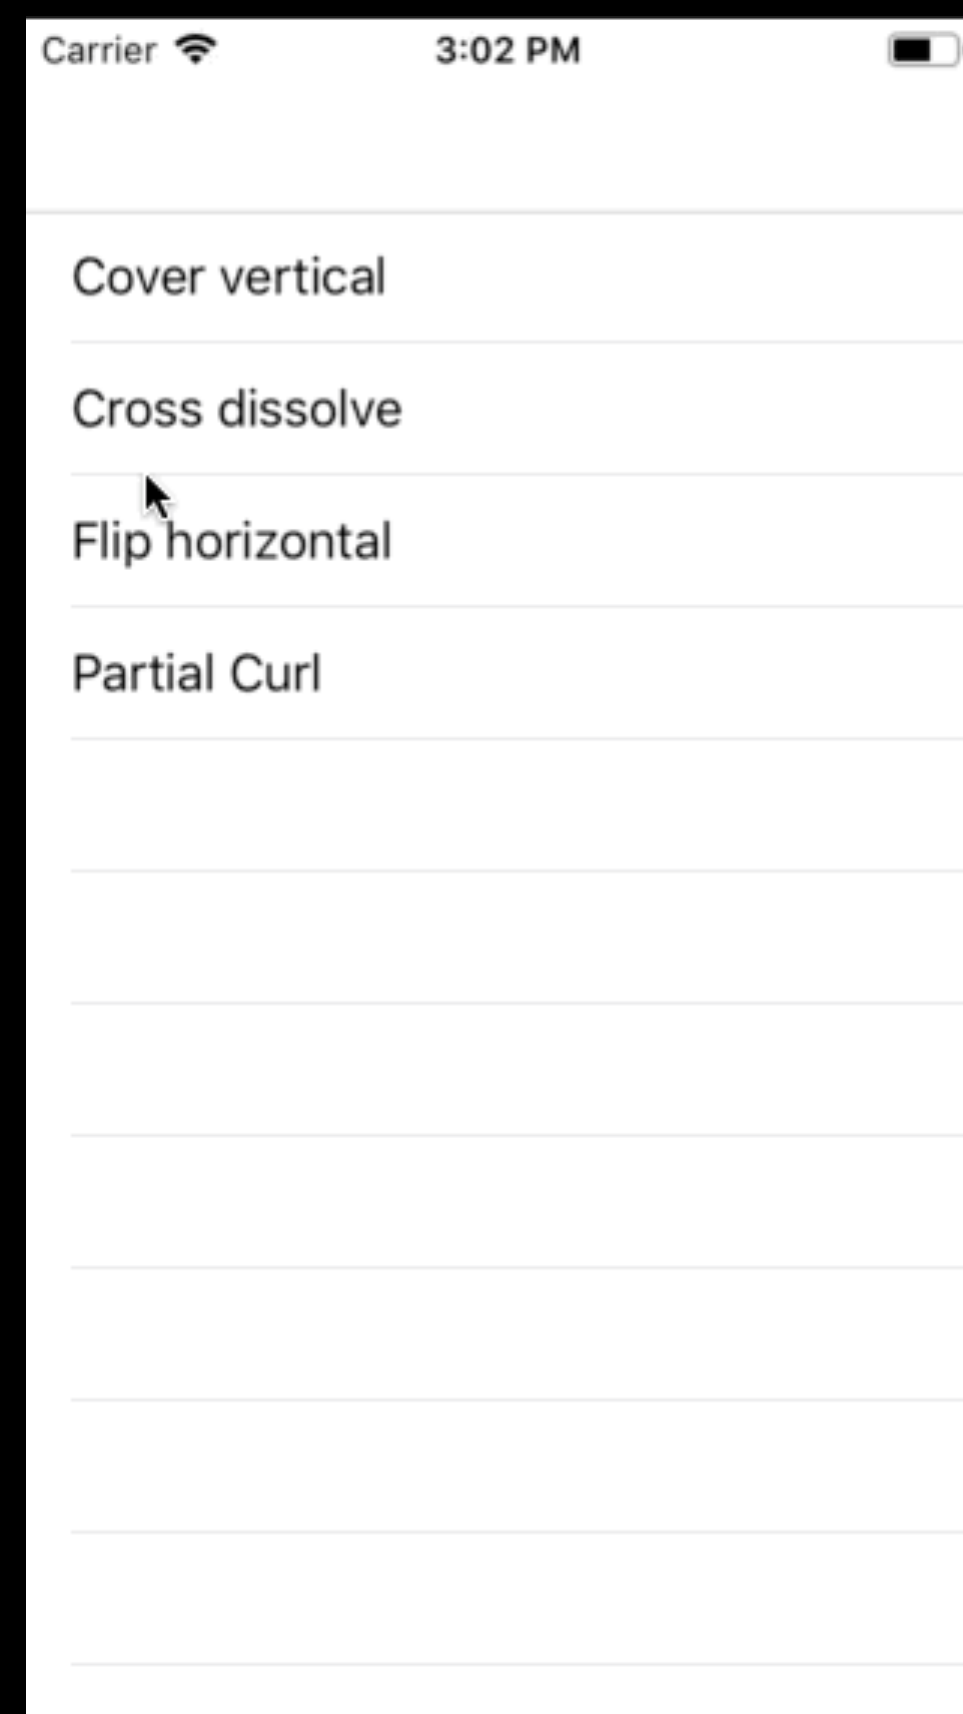 Carrier 3:02 PM
Cover vertical
Cross dissolve
Flip horizontal
Partial Curl